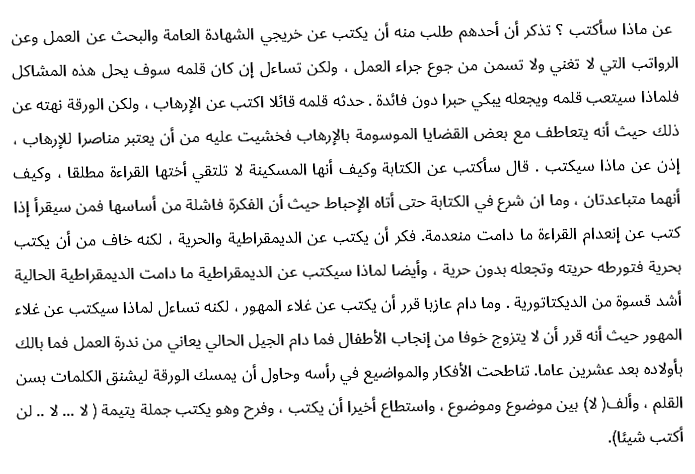 عن ماذا سأكتب ؟ تذكر أن أحدهم طلب منه أن يكتب عن خريجي الشهادة العامة والبحث عن العمل وعن
الرواتب التي لا تغني ولا تسمن من جوع جراء العمل ، ولكن تساءل إن كان قلمه سوف يحل هذه المشاكل
فلماذا سيتعب قلمه ويجعله يبكي حبرا دون فائدة . حدثه قلمه قائلا اكتب عن الإرهاب ، ولكن الورقة نهته عن
ذلك حيث أنه يتعاطف مع بعض القضايا الموسومة بالإرهاب فخشيت عليه من أن يعتبر مناصرا للإرهاب ،
إذن عن ماذا سيكتب . قال سأكتب عن الكتابة وكيف أنها المسكينة لا تلتقي أختها القراءة مطلقا ، وكيف
أنهما متباعدتان ، وما ان شرع في الكتابة حتى أتاه الإحباط حيث أن الفكرة فاشلة من أساسها فمن سيقرأ إذا
كتب عن إنعدام القراءة ما دامت منعدمة. فكر أن يكتب عن الديمقراطية والحرية ، لكنه خاف من أن يكتب
بحرية فتورطه حريته وتجعله بدون حرية ، وأيضا لماذا سيكتب عن الديمقراطية ما دامت الديمقراطية الحالية
أشد قسوة من الديكتاتورية . وما دام عازبا قرر أن يكتب عن غلاء المهور ، لكنه تساءل لماذا سيكتب عن غلاء
المهور حيث أنه قرر أن لا يتزوج خوفا من إنجاب الأطفال فما دام الجيل الحالي يعاني من ندرة العمل فما بالك
بأولاده بعد عشرين عاما. تناطحت الأفكار والمواضيع في رأسه وحاول أن يمسك الورقة ليشنق الكلمات بسن
القلم ، وألف( لا) بين موضوع وموضوع ، واستطاع أخيرا أن يكتب ، وفرح وهو يكتب جملة يتيمة ( لا ... لا .. لن
أكتب شيئا).